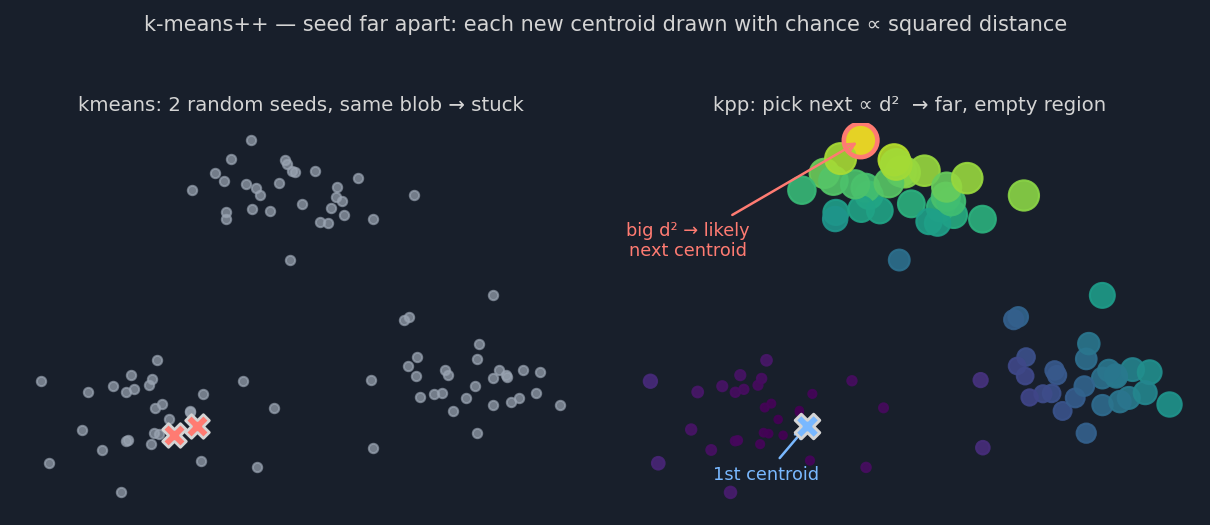 k-means++ — seed far apart: each new centroid drawn with chance ∝ squared distance
kmeans: 2 random seeds, same blob → stuck
kpp: pick next ∝ d² → far, empty region
big d² → likely
next centroid
1st centroid